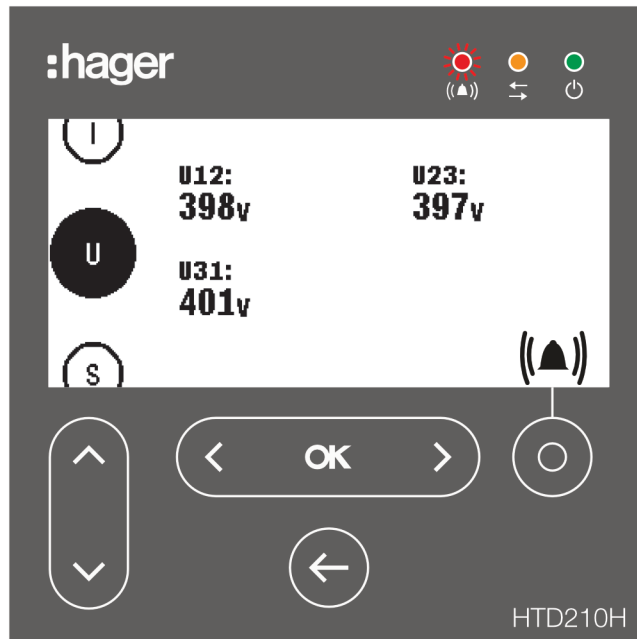 :hager
I
U12:
U23:
398v
397v
U
U31:
401v
S
OK
HTD210H